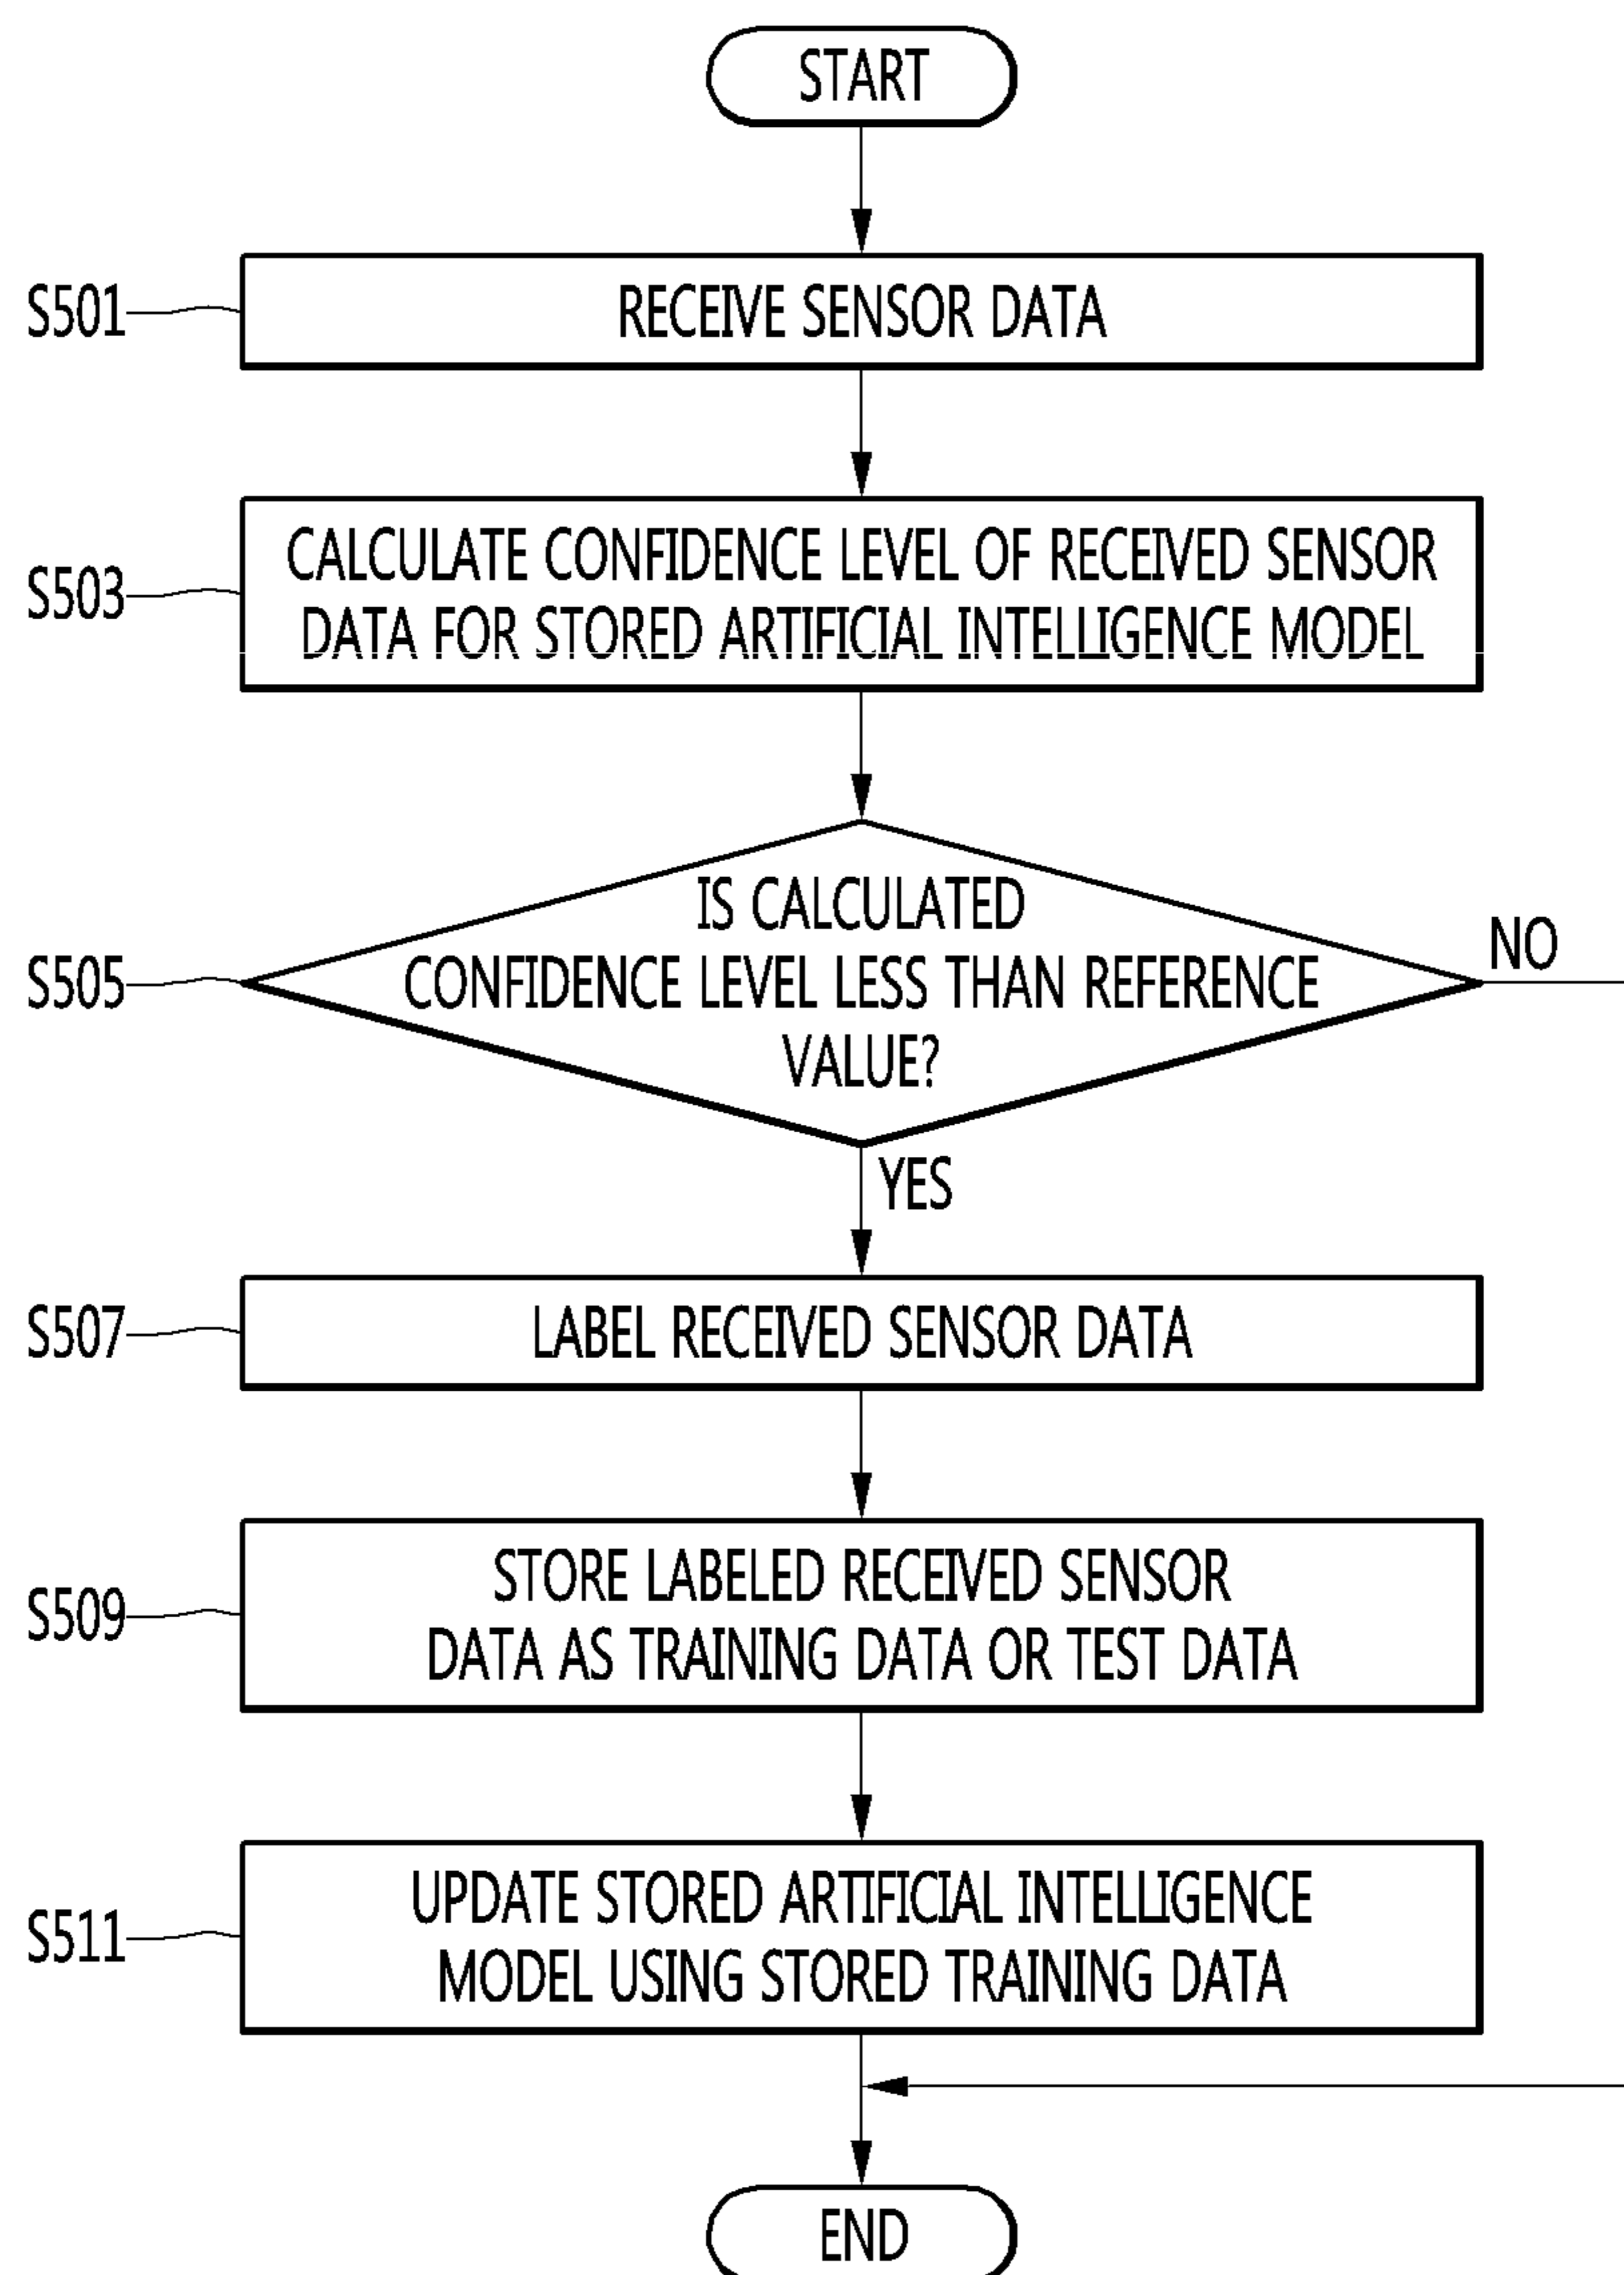 START
S501
RECEIVE SENSOR DATA
S503
CALCULATE CONFIDENCE LEVEL OF RECEIVED SENSOR
DATA FOR STORED ARTIFICIAL INTELLIGENCE MODEL
S505
IS CALCULATED
CONFIDENCE LEVEL LESS THAN REFERENCE
VALUE?
NO
YES
S507
LABEL RECEIVED SENSOR DATA
S509
STORE LABELED RECEIVED SENSOR
DATA AS TRAINING DATA OR TEST DATA
S511
UPDATE STORED ARTIFICIAL INTELLIGENCE
MODEL USING STORED TRAINING DATA
END